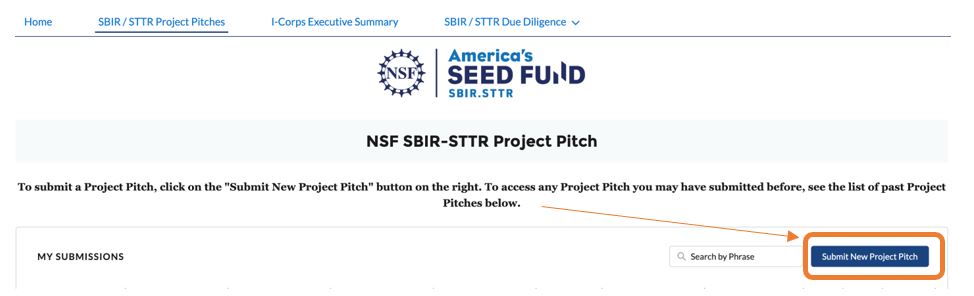 Home SBIR / STTR Project Pitches I-Corps Executive Summary SBIR / STTR Due Diligence
NSF America's
SEED FUND
SBIR.STTR
NSF SBIR-STTR Project Pitch
To submit a Project Pitch, click on the "Submit New Project Pitch" button on the right. To access any Project Pitch you may have submitted before, see the list of past Project
Pitches below.
MY SUBMISSIONS Search by Phrase Submit New Project Pitch